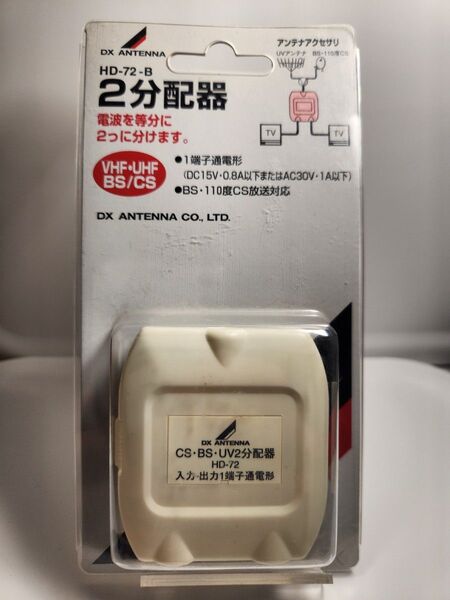 DX ANTENNA
HD-72-B
2分配器
電波を等分に
2つに分けます。
アンテナアクセサリ
UVアンテナ BS・110度CS
TV
TV
VHF・UHF
BS/CS
●1端子通電形
(DC15V・0.8A以下またはAC30V・1A以下)
●BS・110度CS放送対応
DX ANTENNA CO., LTD.
DX ANTENNA
CS・BS・UV2分配器
HD-72
入力-出力1端子通電形